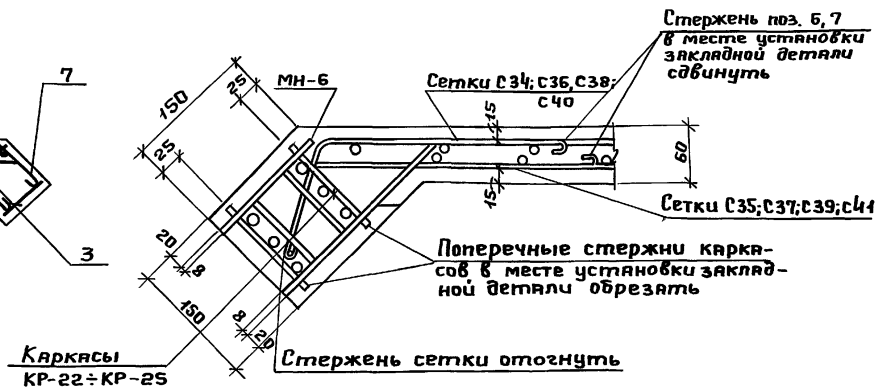 Стержень поз. 6,7
в месте установки
закладной детали
сдвинуть
7
МН-6
Сетки С34; С36, С38;
С40
150
25
25
15
60
15
Сетки С35; С37; С39; С41
3
20
8
150
8
20
Поперечные стержни карка-
сов в месте установки заклад-
ной детали обрезать
Каркасы
КР-22÷КР-25
Стержень сетки отогнуть